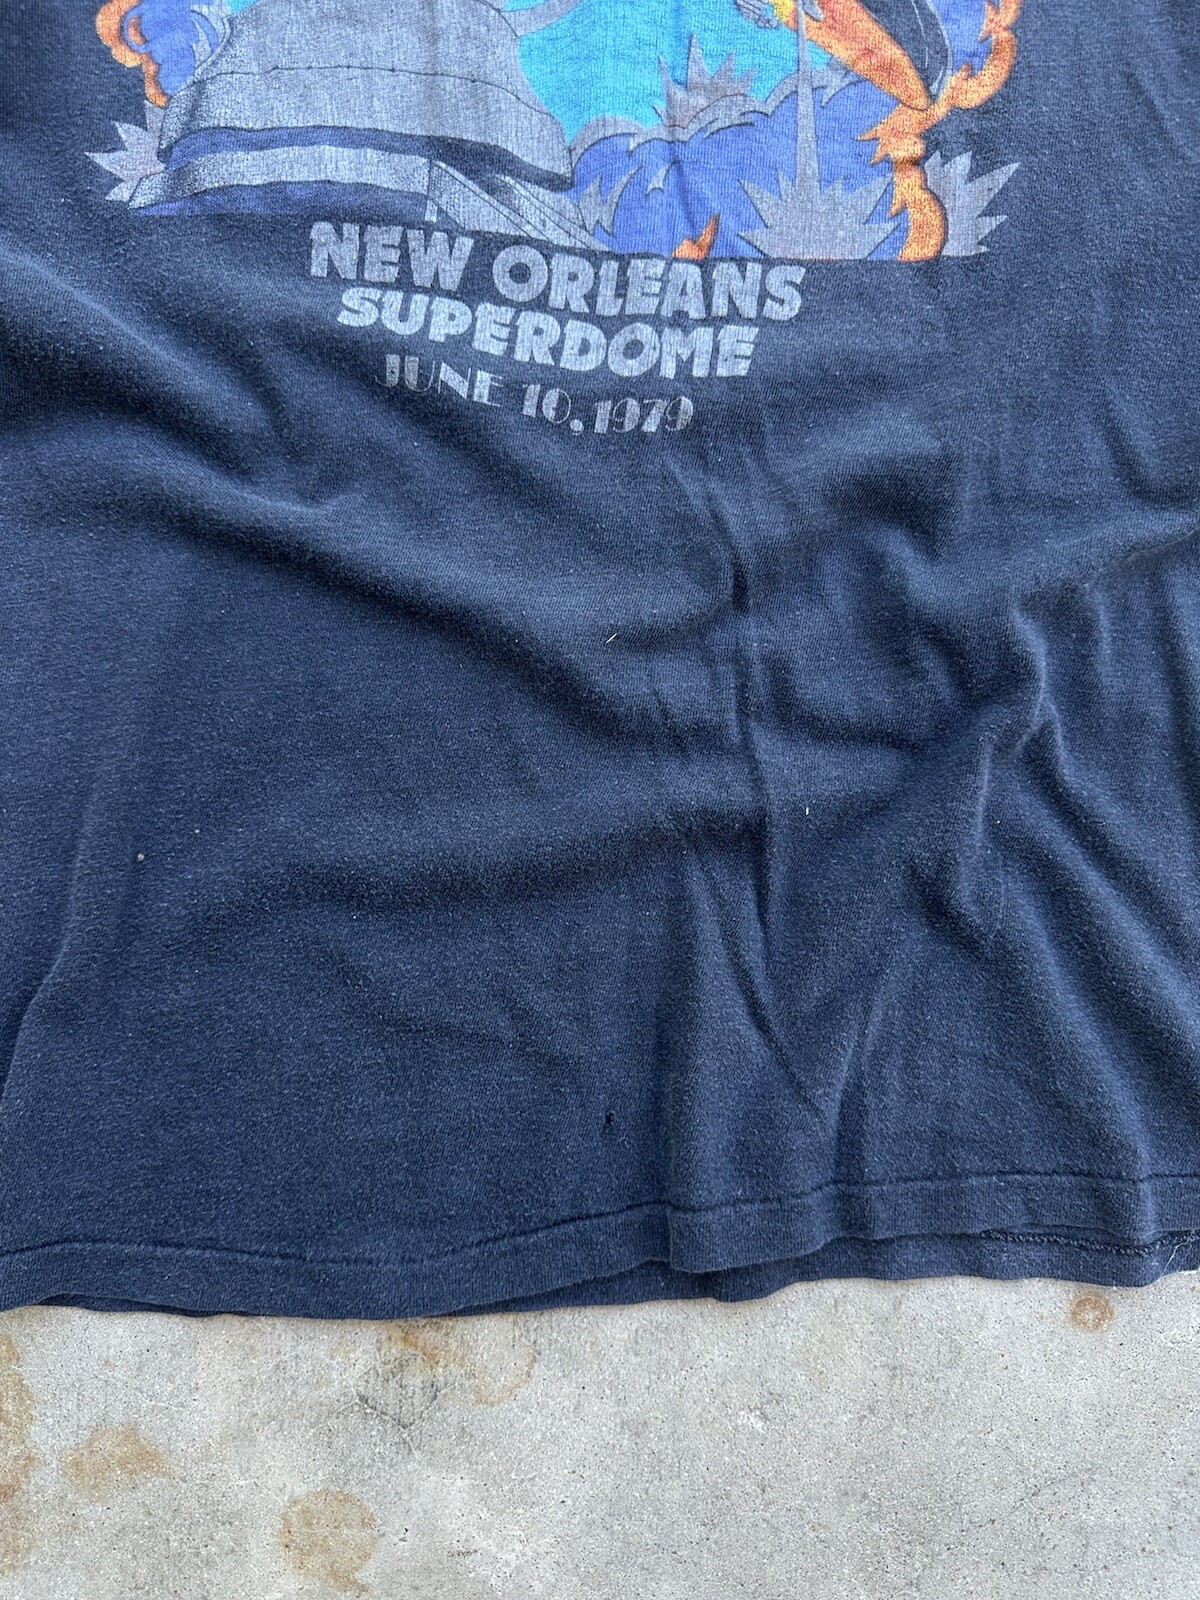 NEW ORLEANS
SUPERDOME
JUNE 10, 1979